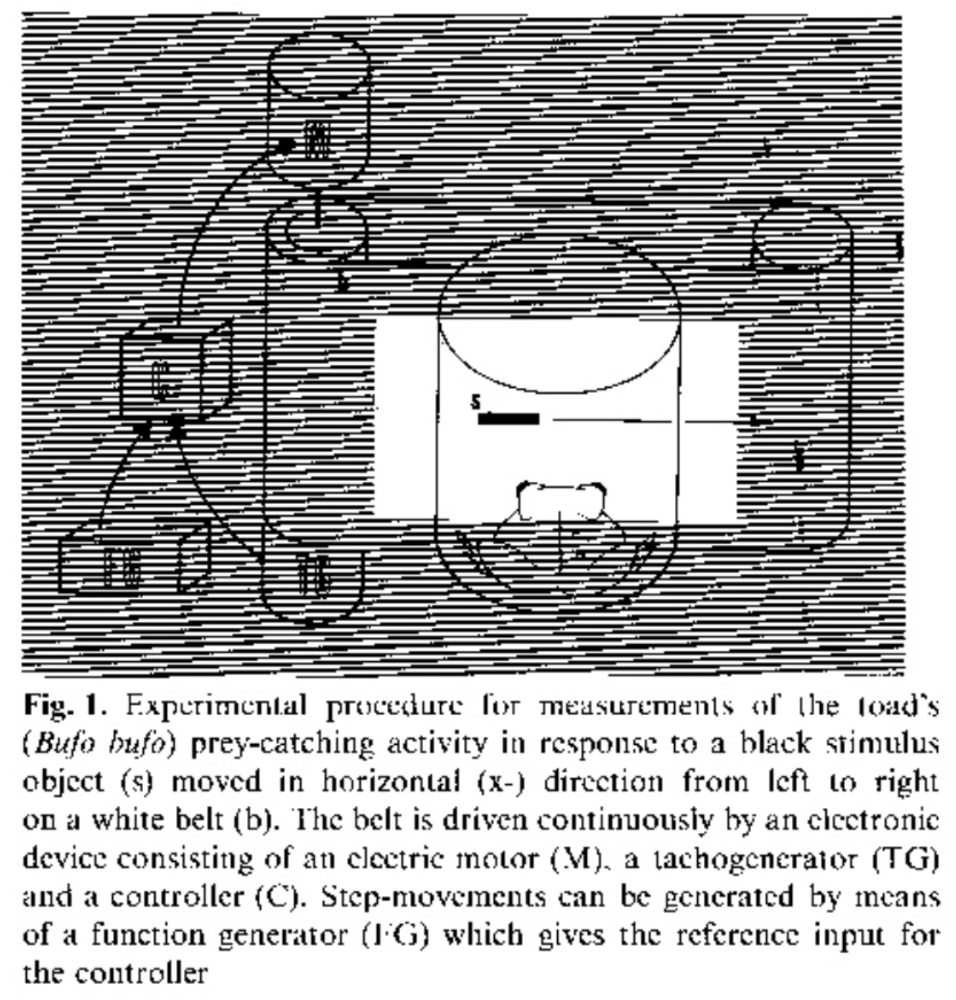 M
C
s
FG
TG
Fig. 1. Experimental procedure for measurements of the toad's
(Bufo bufo) prey-catching activity in response to a black stimulus
object (s) moved in horizontal (x-) direction from left to right
on a white belt (b). The belt is driven continuously by an electronic
device consisting of an electric motor (M), a tachogenerator (TG)
and a controller (C). Step-movements can be generated by means
of a function generator (FG) which gives the reference input for
the controller